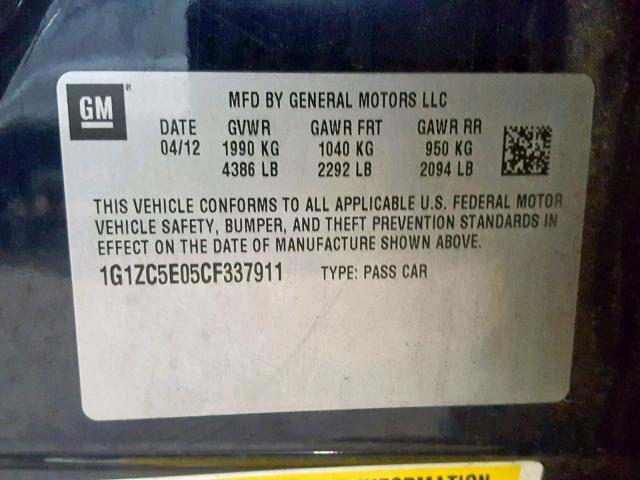 GM®
MFD BY GENERAL MOTORS LLC
DATE GVWR GAWR FRT GAWR RR
04/12 1990 KG 1040 KG 950 KG
4386 LB 2292 LB 2094 LB
THIS VEHICLE CONFORMS TO ALL APPLICABLE U.S. FEDERAL MOTOR
VEHICLE SAFETY, BUMPER, AND THEFT PREVENTION STANDARDS IN
EFFECT ON THE DATE OF MANUFACTURE SHOWN ABOVE.
1G1ZC5E05CF337911 TYPE: PASS CAR
INFORMATION